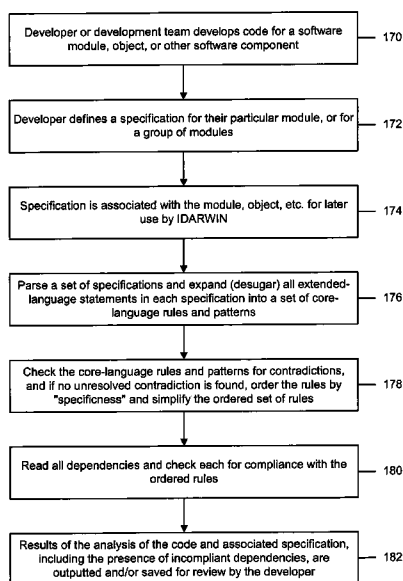 Developer or development team develops code for a software
module, object, or other software component
170
Developer defines a specification for their particular module, or for
a group of modules
172
Specification is associated with the module, object, etc. for later
use by IDARWIN
174
Parse a set of specifications and expand (desugar) all extended-
language statements in each specification into a set of core-
language rules and patterns
176
Check the core-language rules and patterns for contradictions,
and if no unresolved contradiction is found, order the rules by
"specificness" and simplify the ordered set of rules
178
Read all dependencies and check each for compliance with the
ordered rules
180
Results of the analysis of the code and associated specification,
including the presence of incompliant dependencies, are
outputted and/or saved for review by the developer
182